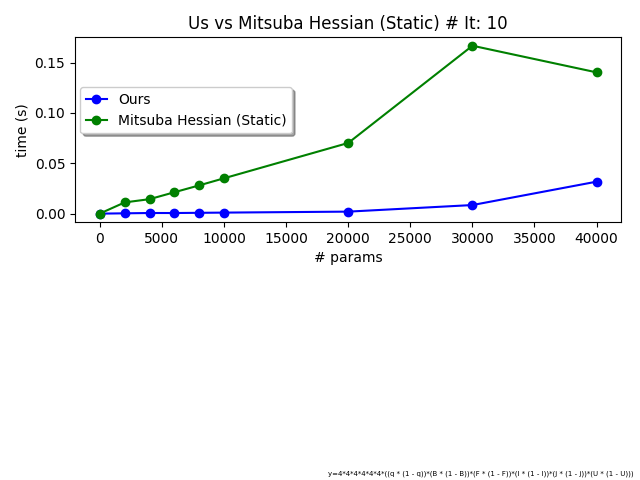 Us vs Mitsuba Hessian (Static) # It: 10
time (s)
0.15
0.10
0.05
0.00
Ours
Mitsuba Hessian (Static)
0 5000 10000 15000 20000 25000 30000 35000 40000
# params
y=4*4*4*4*4*4*((q * (1 - q))*(B * (1 - B))*(F * (1 - F))*(I * (1 - I))*(J * (1 - J))*(U * (1 - U)))